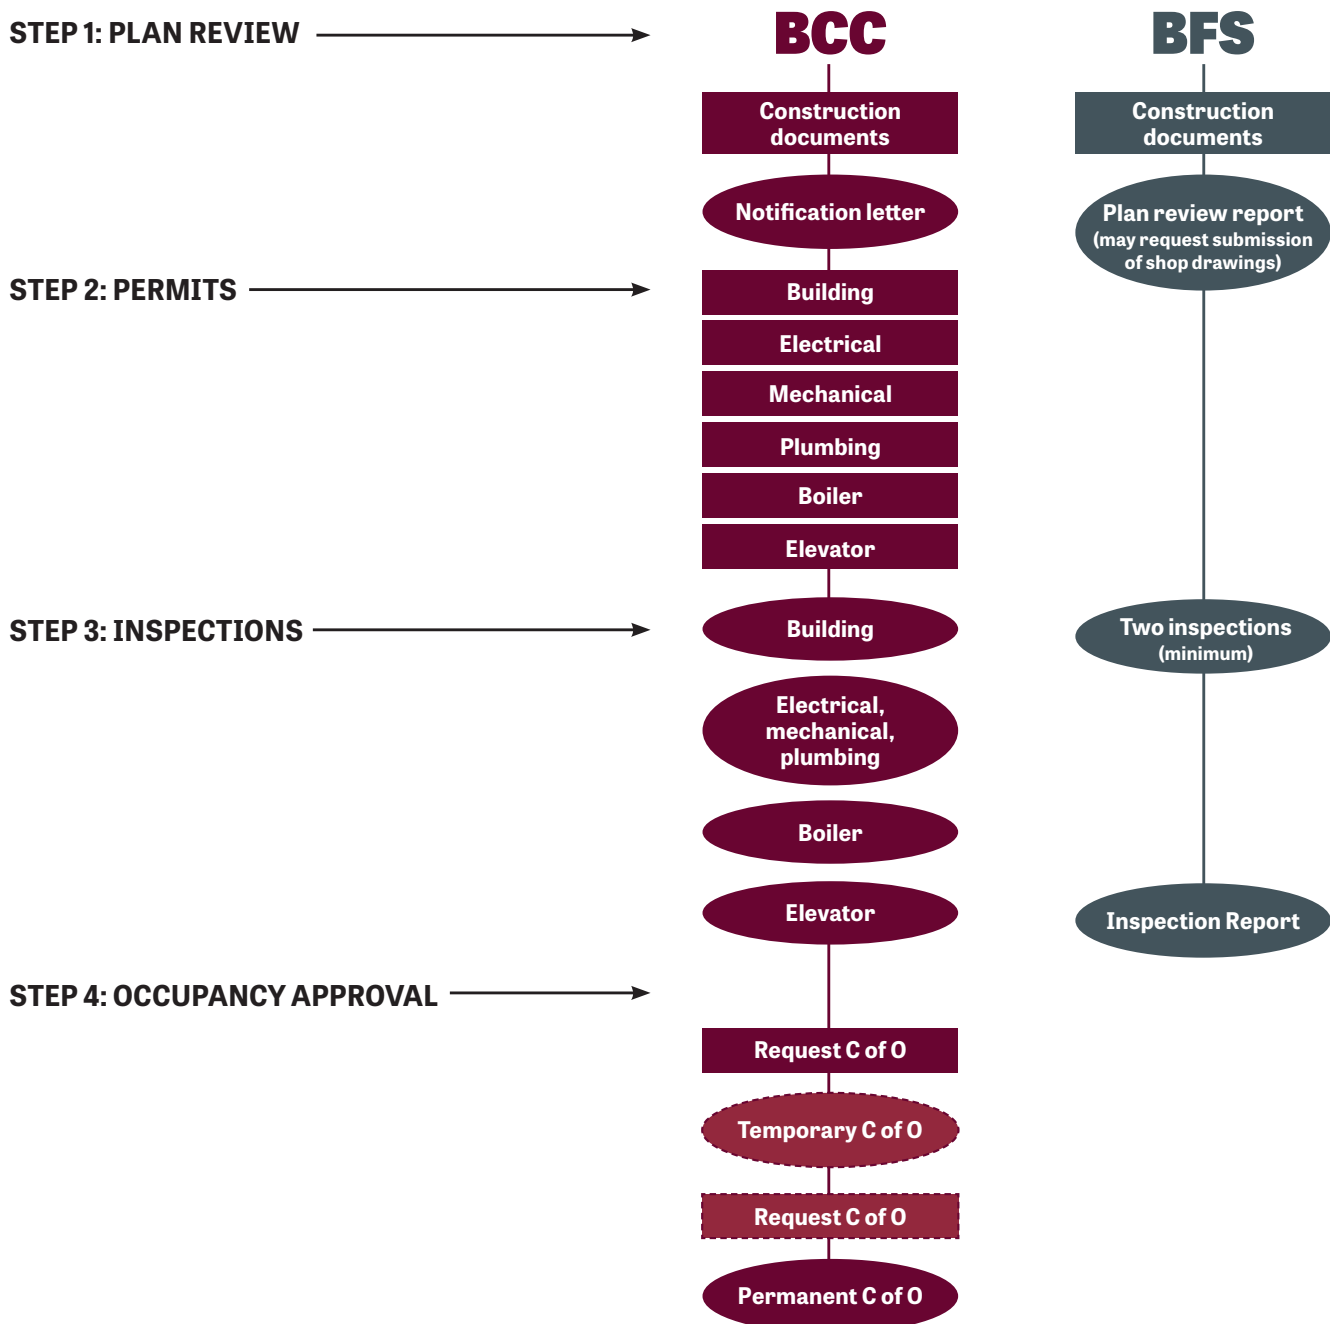 STEP 1: PLAN REVIEW
BCC
BFS
Construction
documents
Construction
documents
Notification letter
Plan review report
(may request submission
of shop drawings)
STEP 2: PERMITS
Building
Electrical
Mechanical
Plumbing
Boiler
Elevator
STEP 3: INSPECTIONS
Building
Two inspections
(minimum)
Electrical,
mechanical,
plumbing
Boiler
Elevator
Inspection Report
STEP 4: OCCUPANCY APPROVAL
Request C of O
Temporary C of O
Request C of O
Permanent C of O